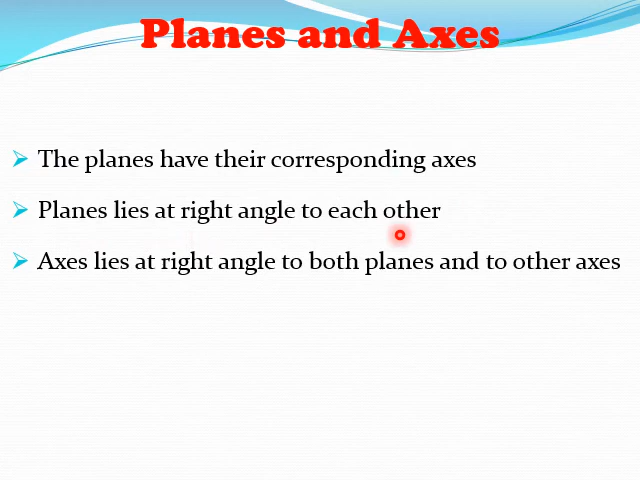 Planes and Axes
The planes have their corresponding axes
Planes lies at right angle to each other
Axes lies at right angle to both planes and to other axes